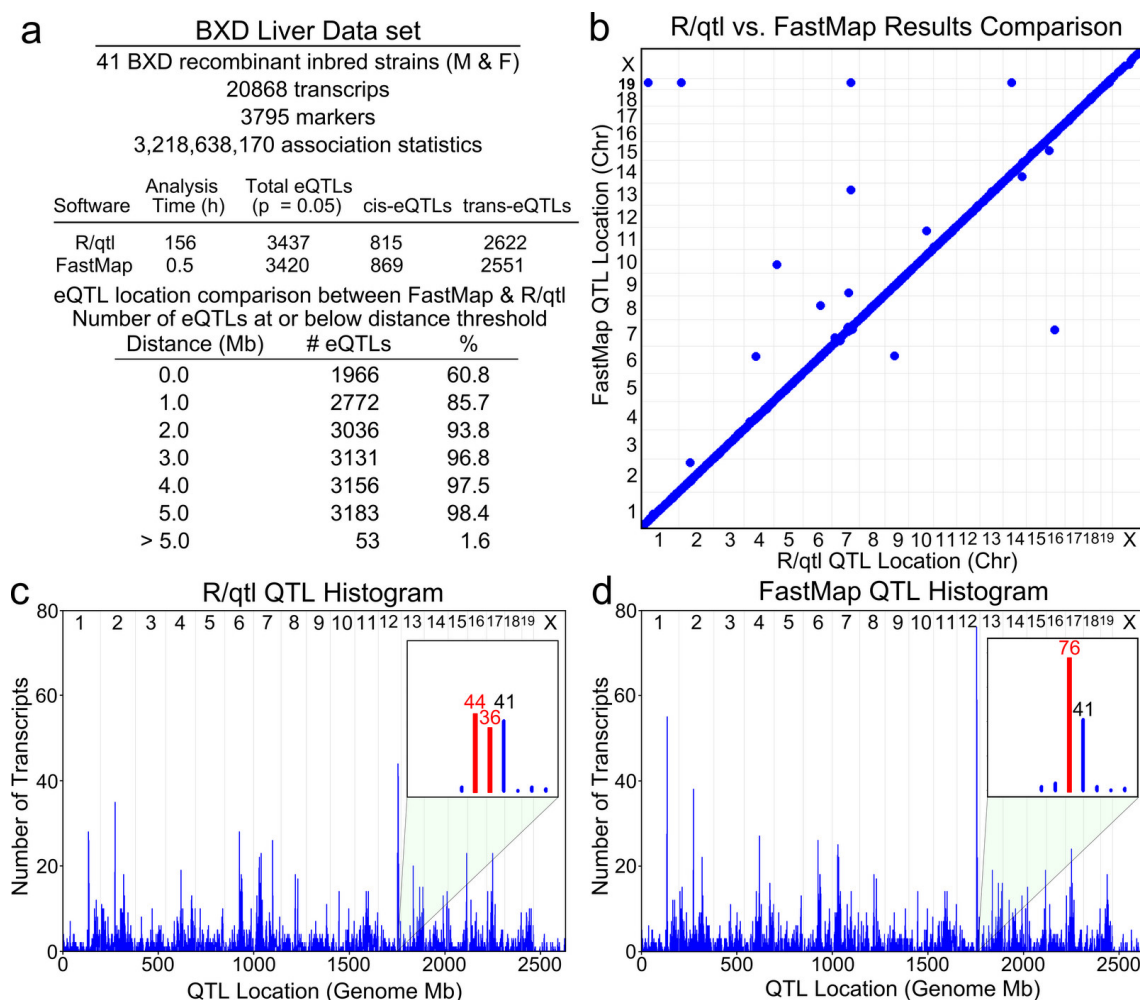 a
BXD Liver Data set
41 BXD recombinant inbred strains (M & F)
20868 transcrips
3795 markers
3,218,638,170 association statistics
Software Analysis Time (h) Total eQTLs (p = 0.05) cis-eQTLs trans-eQTLs
R/qtl 156 3437 815 2622
FastMap 0.5 3420 869 2551
eQTL location comparison between FastMap & R/qtl
Number of eQTLs at or below distance threshold
Distance (Mb) # eQTLs %
0.0 1966 60.8
1.0 2772 85.7
2.0 3036 93.8
3.0 3131 96.8
4.0 3156 97.5
5.0 3183 98.4
> 5.0 53 1.6
b
R/qtl vs. FastMap Results Comparison
FastMap QTL Location (Chr)
X
19
18
17
16
15
14
13
12
11
10
9
8
7
6
5
4
3
2
1
1 2 3 4 5 6 7 8 9 10 11 12 13 14 15 16 17 18 19 X
R/qtl QTL Location (Chr)
c
R/qtl QTL Histogram
Number of Transcripts
80
60
40
20
0
1 2 3 4 5 6 7 8 9 10 11 12 13 14 15 16 17 18 19 X
44
36
41
0 500 1000 1500 2000 2500
QTL Location (Genome Mb)
d
FastMap QTL Histogram
Number of Transcripts
80
60
40
20
0
1 2 3 4 5 6 7 8 9 10 11 12 13 14 15 16 17 18 19 X
76
41
0 500 1000 1500 2000 2500
QTL Location (Genome Mb)